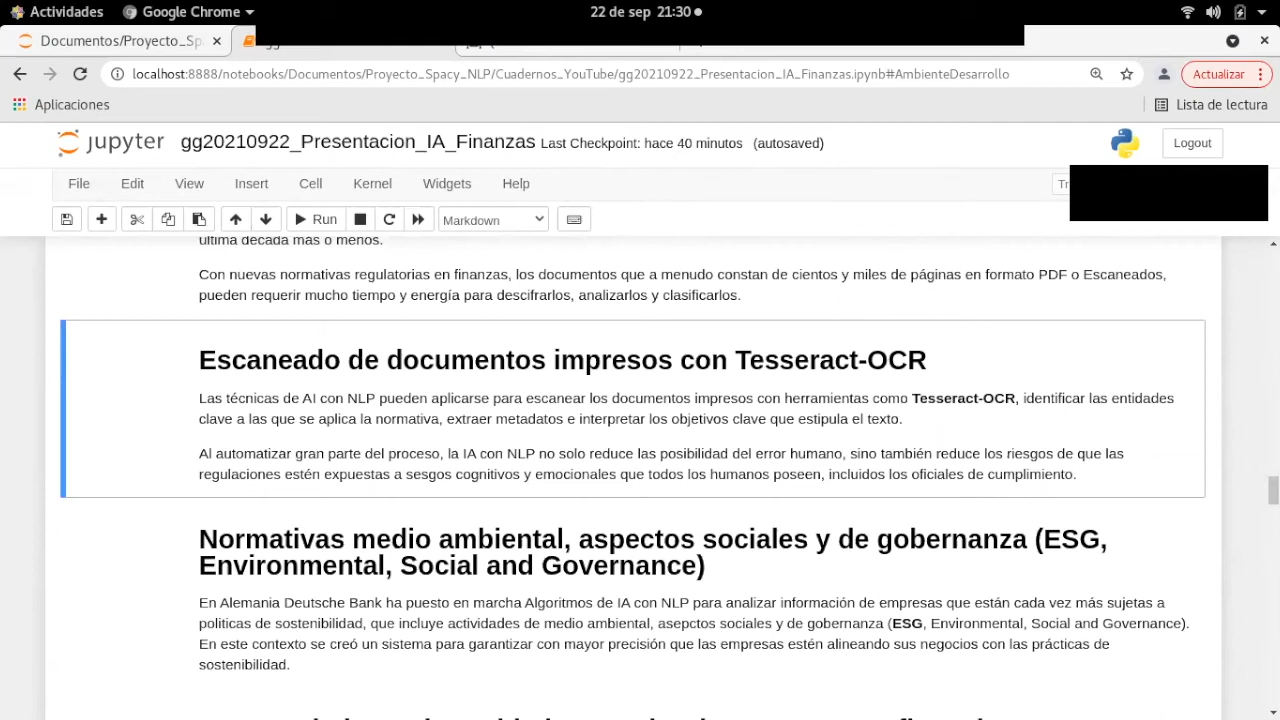 Actividades Google Chrome 22 de sep 21:30
Documentos/Proyecto_Sp
localhost:8888/notebooks/Documentos/Proyecto_Spacy_NLP/Cuadernos_YouTube/gg20210922_Presentacion_IA_Finanzas.ipynb#AmbienteDesarrollo Actualizar
Aplicaciones Lista de lectura
jupyter gg20210922_Presentacion_IA_Finanzas Last Checkpoint: hace 40 minutos (autosaved) Logout
File Edit View Insert Cell Kernel Widgets Help
Run Markdown
última década más o menos.
Con nuevas normativas regulatorias en finanzas, los documentos que a menudo constan de cientos y miles de páginas en formato PDF o Escaneados,
pueden requerir mucho tiempo y energía para descifrarlos, analizarlos y clasificarlos.
Escaneado de documentos impresos con Tesseract-OCR
Las técnicas de AI con NLP pueden aplicarse para escanear los documentos impresos con herramientas como Tesseract-OCR, identificar las entidades
clave a las que se aplica la normativa, extraer metadatos e interpretar los objetivos clave que estipula el texto.
Al automatizar gran parte del proceso, la IA con NLP no solo reduce las posibilidad del error humano, sino también reduce los riesgos de que las
regulaciones estén expuestas a sesgos cognitivos y emocionales que todos los humanos poseen, incluidos los oficiales de cumplimiento.
Normativas medio ambiental, aspectos sociales y de gobernanza (ESG,
Environmental, Social and Governance)
En Alemania Deutsche Bank ha puesto en marcha Algoritmos de IA con NLP para analizar información de empresas que están cada vez más sujetas a
politicas de sostenibilidad, que incluye actividades de medio ambiental, asepctos sociales y de gobernanza (ESG, Environmental, Social and Governance).
En este contexto se creó un sistema para garantizar con mayor precisión que las empresas estén alineando sus negocios con las prácticas de
sostenibilidad.